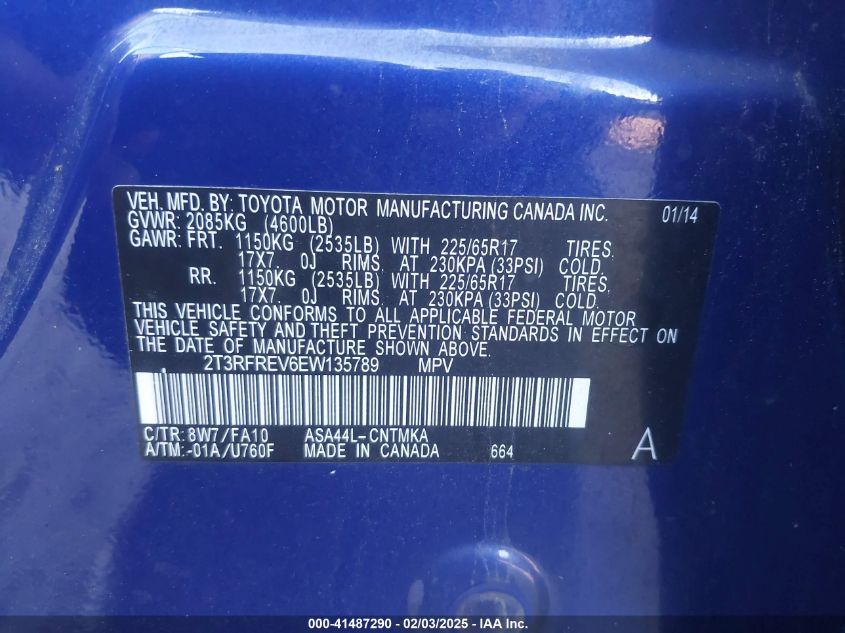 VEH. MFD. BY: TOYOTA MOTOR MANUFACTURING CANADA INC. 01/14
GVWR: 2085KG (4600LB)
GAWR: FRT. 1150KG (2535LB) WITH 225/65R17 TIRES,
17X7. 0J RIMS, AT 230KPA (33PSI) COLD.
RR. 1150KG (2535LB) WITH 225/65R17 TIRES,
17X7. 0J RIMS, AT 230KPA (33PSI) COLD.
THIS VEHICLE CONFORMS TO ALL APPLICABLE FEDERAL MOTOR
VEHICLE SAFETY AND THEFT PREVENTION STANDARDS IN EFFECT ON
THE DATE OF MANUFACTURE SHOWN ABOVE.
2T3RFREV6EW135789 MPV
C/TR: 8W7/FA10 ASA44L-CNTMKA
A/TM: -01A/U760F MADE IN CANADA 664 A
000-41487290 - 02/03/2025 - IAA Inc.